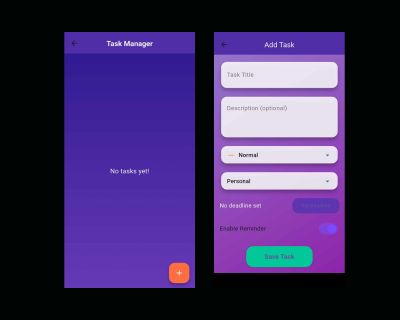 Task Manager
No tasks yet!
+
Add Task
Task Title
Description (optional)
Normal
Personal
No deadline set
Enable Reminder
Save Task